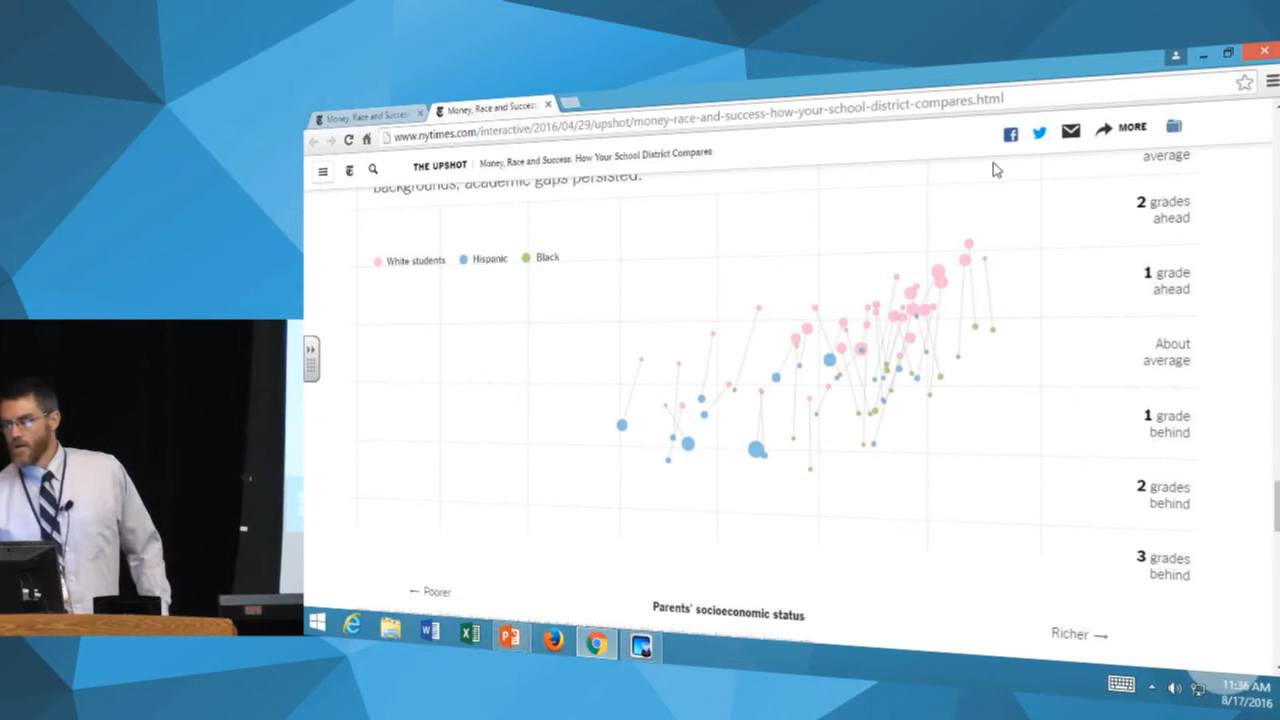 Money, Race and Success
Money, Race and Success
www.nytimes.com/interactive/2016/04/29/upshot/money-race-and-success-how-your-school-district-compares.html
THE UPSHOT | Money, Race and Success: How Your School District Compares
MORE
backgrounds, academic gaps persisted.
average
2 grades
ahead
White students
Hispanic
Black
1 grade
ahead
About
average
1 grade
behind
2 grades
behind
3 grades
behind
← Poorer
Parents' socioeconomic status
Richer →
11:36 AM
8/17/2016